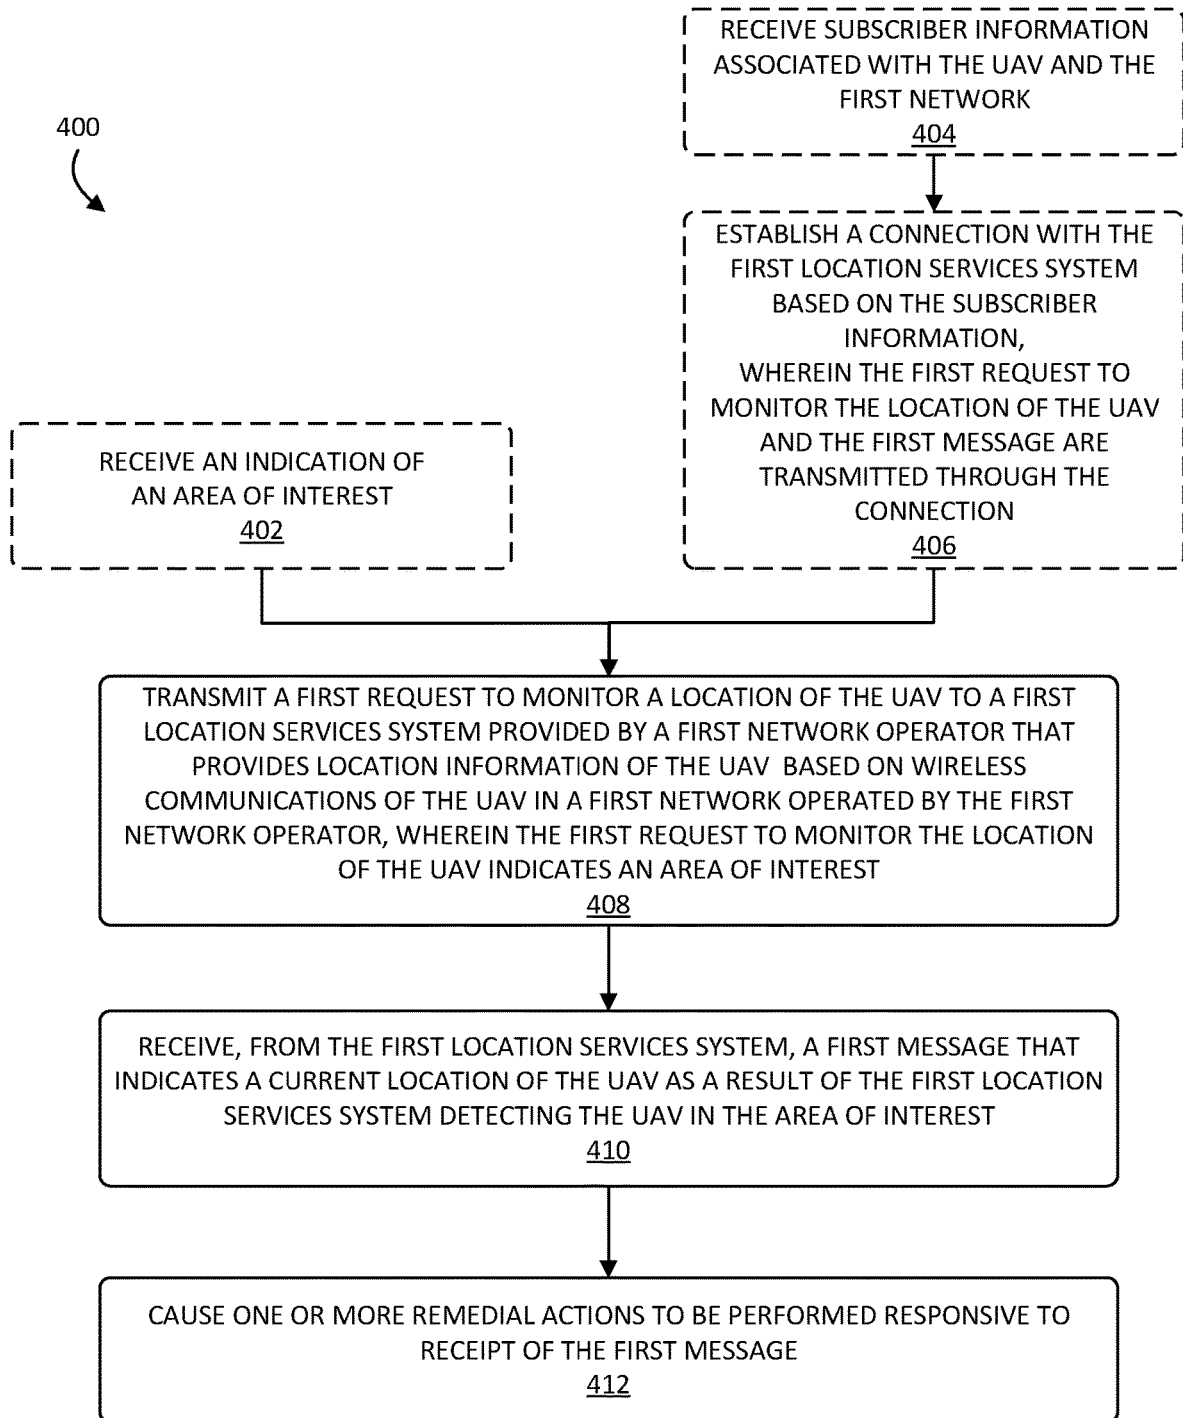 RECEIVE SUBSCRIBER INFORMATION
ASSOCIATED WITH THE UAV AND THE
FIRST NETWORK
404
400
ESTABLISH A CONNECTION WITH THE
FIRST LOCATION SERVICES SYSTEM
BASED ON THE SUBSCRIBER
INFORMATION,
WHEREIN THE FIRST REQUEST TO
MONITOR THE LOCATION OF THE UAV
AND THE FIRST MESSAGE ARE
TRANSMITTED THROUGH THE
CONNECTION
406
RECEIVE AN INDICATION OF
AN AREA OF INTEREST
402
TRANSMIT A FIRST REQUEST TO MONITOR A LOCATION OF THE UAV TO A FIRST
LOCATION SERVICES SYSTEM PROVIDED BY A FIRST NETWORK OPERATOR THAT
PROVIDES LOCATION INFORMATION OF THE UAV BASED ON WIRELESS
COMMUNICATIONS OF THE UAV IN A FIRST NETWORK OPERATED BY THE FIRST
NETWORK OPERATOR, WHEREIN THE FIRST REQUEST TO MONITOR THE LOCATION
OF THE UAV INDICATES AN AREA OF INTEREST
408
RECEIVE, FROM THE FIRST LOCATION SERVICES SYSTEM, A FIRST MESSAGE THAT
INDICATES A CURRENT LOCATION OF THE UAV AS A RESULT OF THE FIRST LOCATION
SERVICES SYSTEM DETECTING THE UAV IN THE AREA OF INTEREST
410
CAUSE ONE OR MORE REMEDIAL ACTIONS TO BE PERFORMED RESPONSIVE TO
RECEIPT OF THE FIRST MESSAGE
412